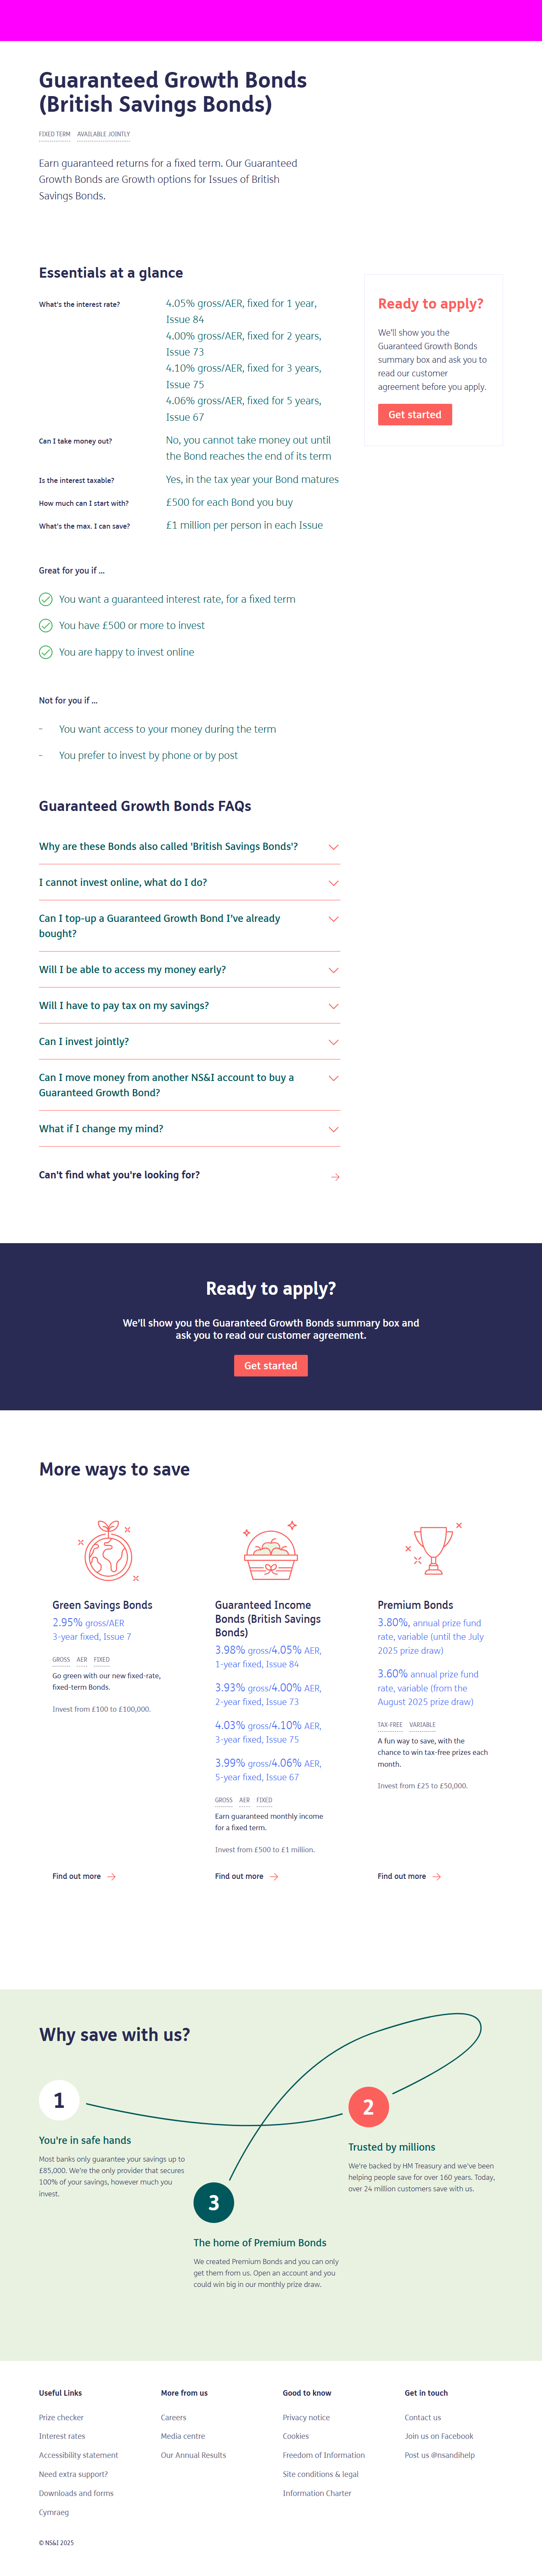 Guaranteed Growth Bonds
(British Savings Bonds)
FIXED TERM AVAILABLE JOINTLY
Earn guaranteed returns for a fixed term. Our Guaranteed
Growth Bonds are Growth options for Issues of British
Savings Bonds.
Essentials at a glance
What's the interest rate?
4.05% gross/AER, fixed for 1 year,
Issue 84
4.00% gross/AER, fixed for 2 years,
Issue 73
4.10% gross/AER, fixed for 3 years,
Issue 75
4.06% gross/AER, fixed for 5 years,
Issue 67
Can I take money out?
No, you cannot take money out until
the Bond reaches the end of its term
Is the interest taxable?
Yes, in the tax year your Bond matures
How much can I start with?
£500 for each Bond you buy
What's the max. I can save?
£1 million per person in each Issue
Ready to apply?
We'll show you the
Guaranteed Growth Bonds
summary box and ask you to
read our customer
agreement before you apply.
Get started
Great for you if ...
You want a guaranteed interest rate, for a fixed term
You have £500 or more to invest
You are happy to invest online
Not for you if ...
- You want access to your money during the term
- You prefer to invest by phone or by post
Guaranteed Growth Bonds FAQs
Why are these Bonds also called 'British Savings Bonds'?
I cannot invest online, what do I do?
Can I top-up a Guaranteed Growth Bond I've already
bought?
Will I be able to access my money early?
Will I have to pay tax on my savings?
Can I invest jointly?
Can I move money from another NS&I account to buy a
Guaranteed Growth Bond?
What if I change my mind?
Can't find what you're looking for?
Ready to apply?
We'll show you the Guaranteed Growth Bonds summary box and
ask you to read our customer agreement.
Get started
More ways to save
Green Savings Bonds
2.95% gross/AER
3-year fixed, Issue 7
GROSS AER FIXED
Go green with our new fixed-rate,
fixed-term Bonds.
Invest from £100 to £100,000.
Find out more
Guaranteed Income
Bonds (British Savings
Bonds)
3.98% gross/4.05% AER,
1-year fixed, Issue 84
3.93% gross/4.00% AER,
2-year fixed, Issue 73
4.03% gross/4.10% AER,
3-year fixed, Issue 75
3.99% gross/4.06% AER,
5-year fixed, Issue 67
GROSS AER FIXED
Earn guaranteed monthly income
for a fixed term.
Invest from £500 to £1 million.
Find out more
Premium Bonds
3.80%, annual prize fund
rate, variable (until the July
2025 prize draw)
3.60% annual prize fund
rate, variable (from the
August 2025 prize draw)
TAX-FREE VARIABLE
A fun way to save, with the
chance to win tax-free prizes each
month.
Invest from £25 to £50,000.
Find out more
Why save with us?
1
You're in safe hands
Most banks only guarantee your savings up to
£85,000. We're the only provider that secures
100% of your savings, however much you
invest.
2
Trusted by millions
We're backed by HM Treasury and we've been
helping people save for over 160 years. Today,
over 24 million customers save with us.
3
The home of Premium Bonds
We created Premium Bonds and you can only
get them from us. Open an account and you
could win big in our monthly prize draw.
Useful Links
Prize checker
Interest rates
Accessibility statement
Need extra support?
Downloads and forms
Cymraeg
More from us
Careers
Media centre
Our Annual Results
Good to know
Privacy notice
Cookies
Freedom of Information
Site conditions & legal
Information Charter
Get in touch
Contact us
Join us on Facebook
Post us @nsandihelp
© NS&I 2025